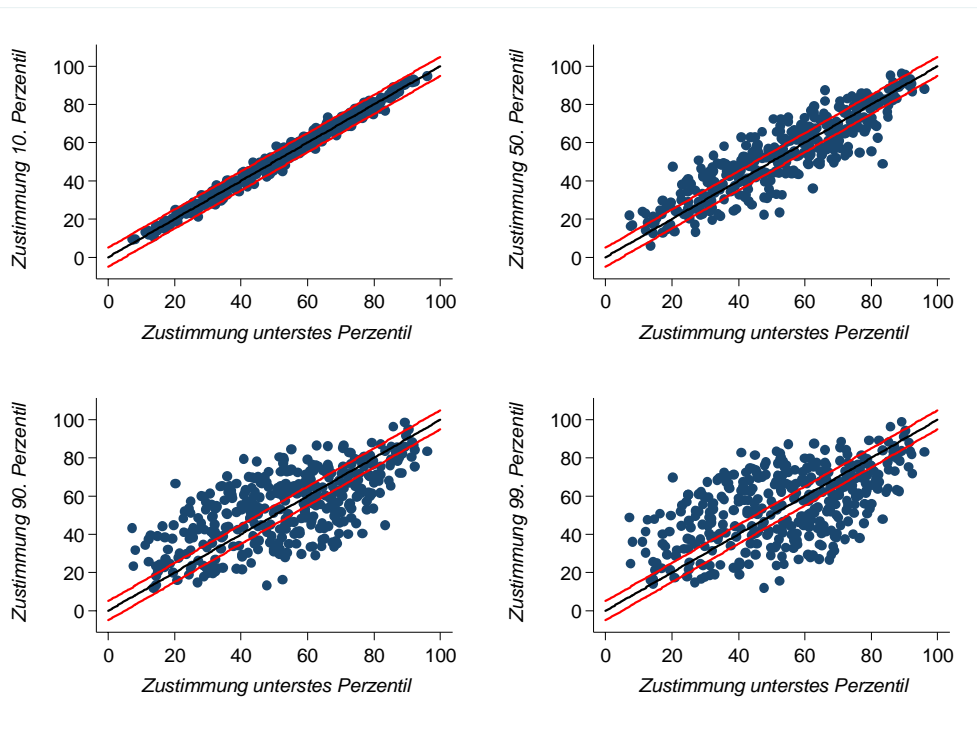 Zustimmung 10. Perzentil
100
80
60
40
20
0
0 20 40 60 80 100
Zustimmung unterstes Perzentil
Zustimmung 50. Perzentil
100
80
60
40
20
0
0 20 40 60 80 100
Zustimmung unterstes Perzentil
Zustimmung 90. Perzentil
100
80
60
40
20
0
0 20 40 60 80 100
Zustimmung unterstes Perzentil
Zustimmung 99. Perzentil
100
80
60
40
20
0
0 20 40 60 80 100
Zustimmung unterstes Perzentil